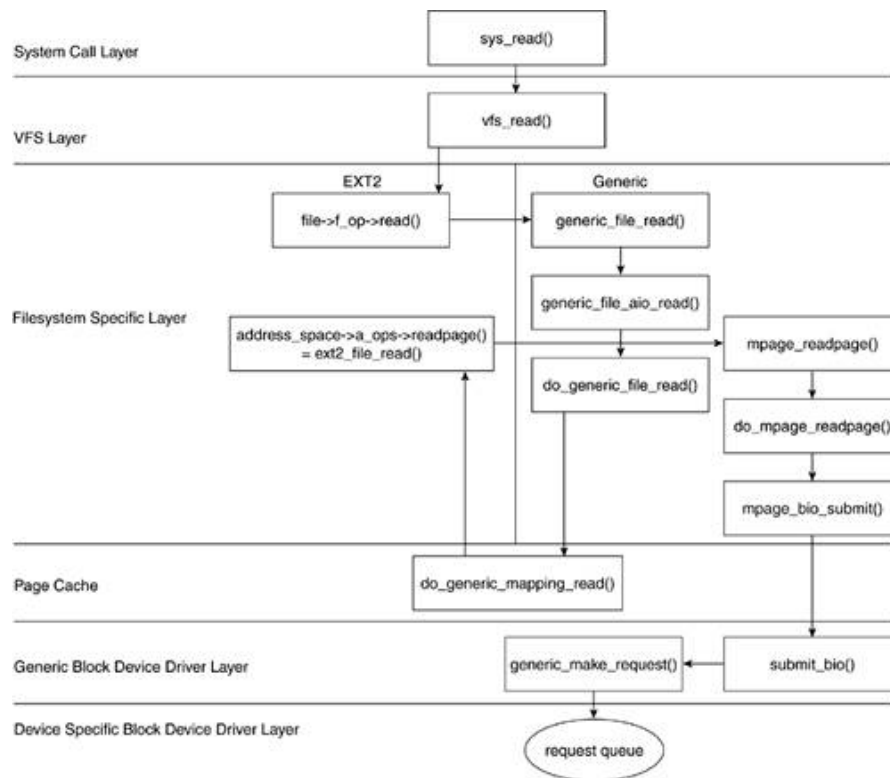 sys_read()
System Call Layer
vfs_read()
VFS Layer
EXT2
Generic
file->f_op->read()
generic_file_read()
generic_file_aio_read()
Filesystem Specific Layer
address_space->a_ops->readpage()
= ext2_file_read()
mpage_readpage()
do_generic_file_read()
do_mpage_readpage()
mpage_bio_submit()
Page Cache
do_generic_mapping_read()
Generic Block Device Driver Layer
generic_make_request()
submit_bio()
Device Specific Block Device Driver Layer
request queue